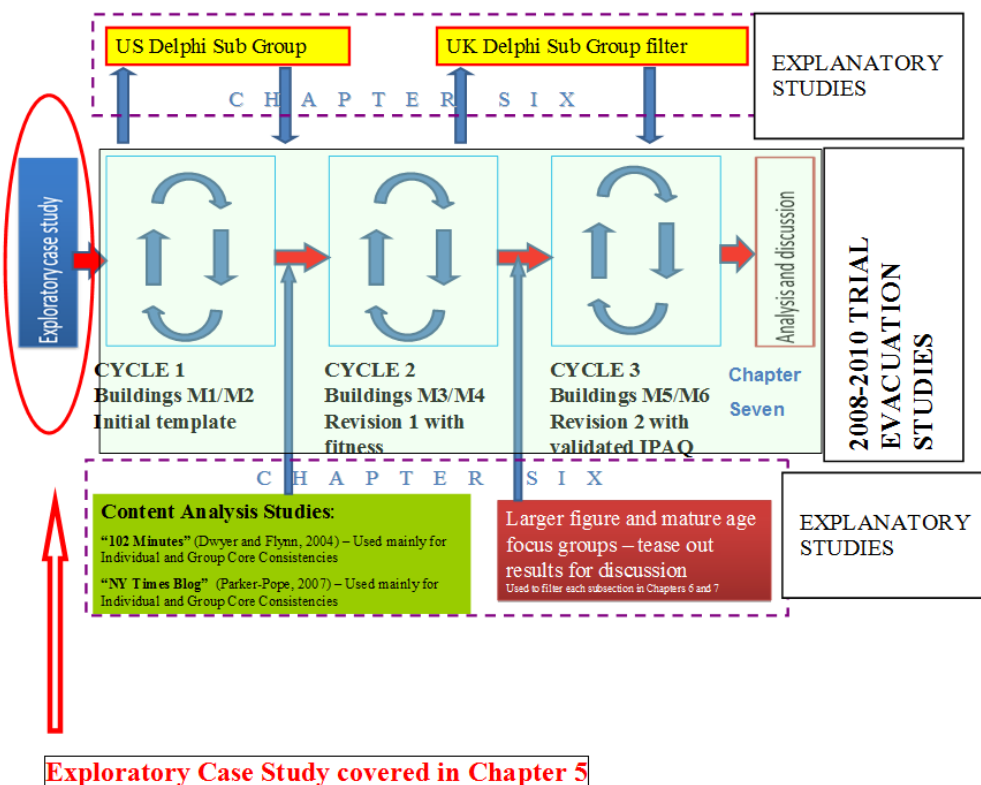 US Delphi Sub Group
UK Delphi Sub Group filter
EXPLANATORY
STUDIES
CHAPTER SIX
Exploratory case study
Analysis and discussion
2008-2010 TRIAL
EVACUATION
STUDIES
CYCLE 1
Buildings M1/M2
Initial template
CYCLE 2
Buildings M3/M4
Revision 1 with
fitness
CYCLE 3
Buildings M5/M6
Revision 2 with
validated IPAQ
Chapter
Seven
CHAPTER SIX
Content Analysis Studies:
“102 Minutes” (Dwyer and Flynn, 2004) – Used mainly for
Individual and Group Core Consistencies
“NY Times Blog” (Parker-Pope, 2007) – Used mainly for
Individual and Group Core Consistencies
Larger figure and mature age
focus groups – tease out
results for discussion
Used to filter each subsection in Chapters 6 and 7
EXPLANATORY
STUDIES
Exploratory Case Study covered in Chapter 5